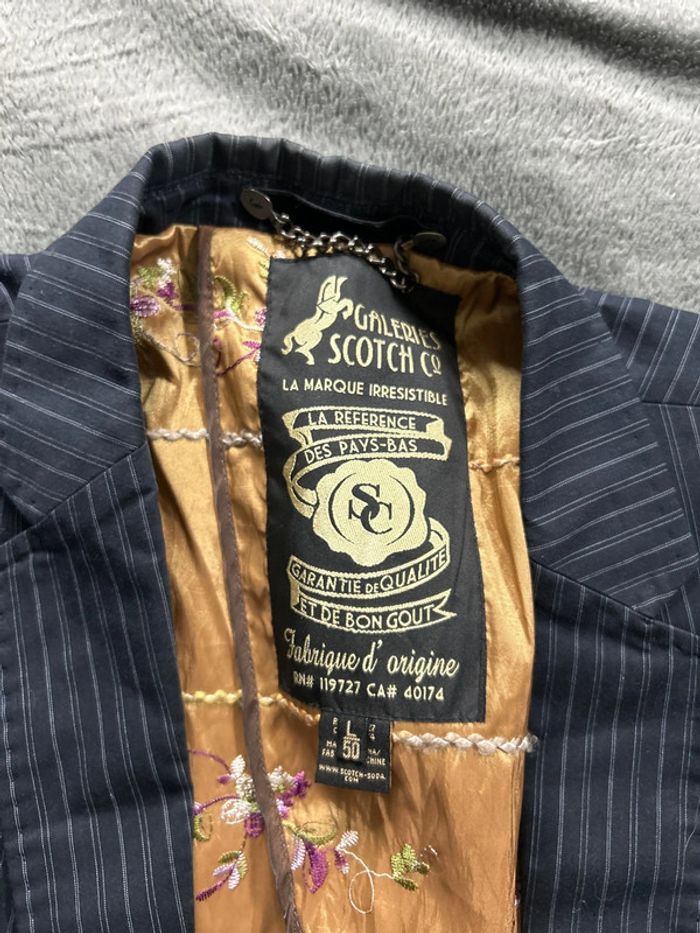 GALERIES
SCOTCH Co
LA MARQUE IRRESISTIBLE
LA REFERENCE
DES PAYS-BAS
SC
GARANTIE DE QUALITE
ET DE BON GOUT
Fabrique d' origine
RN# 119727 CA# 40174
L
50
WWW.SCOTCH-SODA.
COM